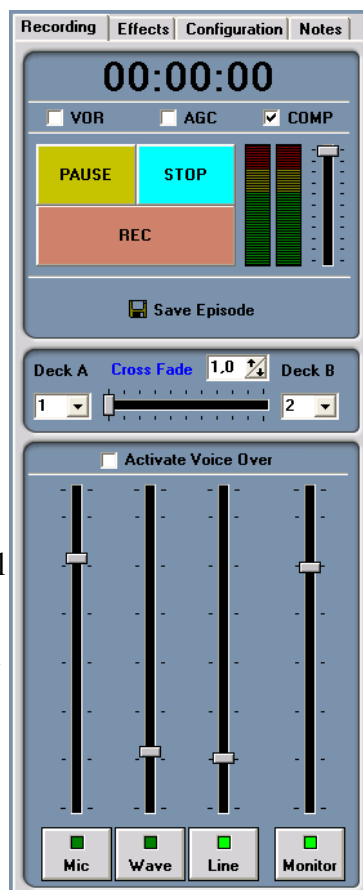 Recording Effects Configuration Notes
00:00:00
VOR AGC COMP
PAUSE STOP
REC
Save Episode
Deck A Cross Fade 1,0 Deck B
1 2
Activate Voice Over
Mic Wave Line Monitor